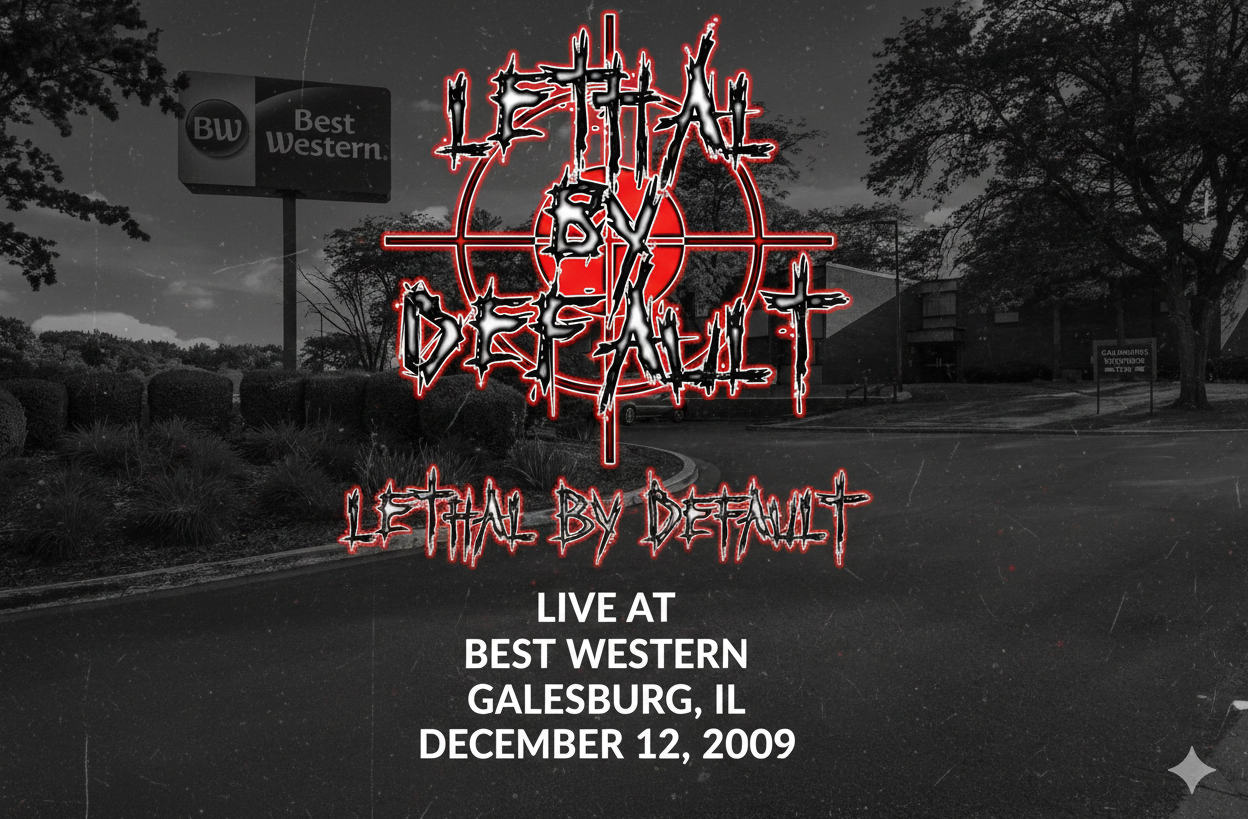 BW Best
Western
LETHAL
BY
DEFAULT
LETHAL BY DEFAULT
LIVE AT
BEST WESTERN
GALESBURG, IL
DECEMBER 12, 2009